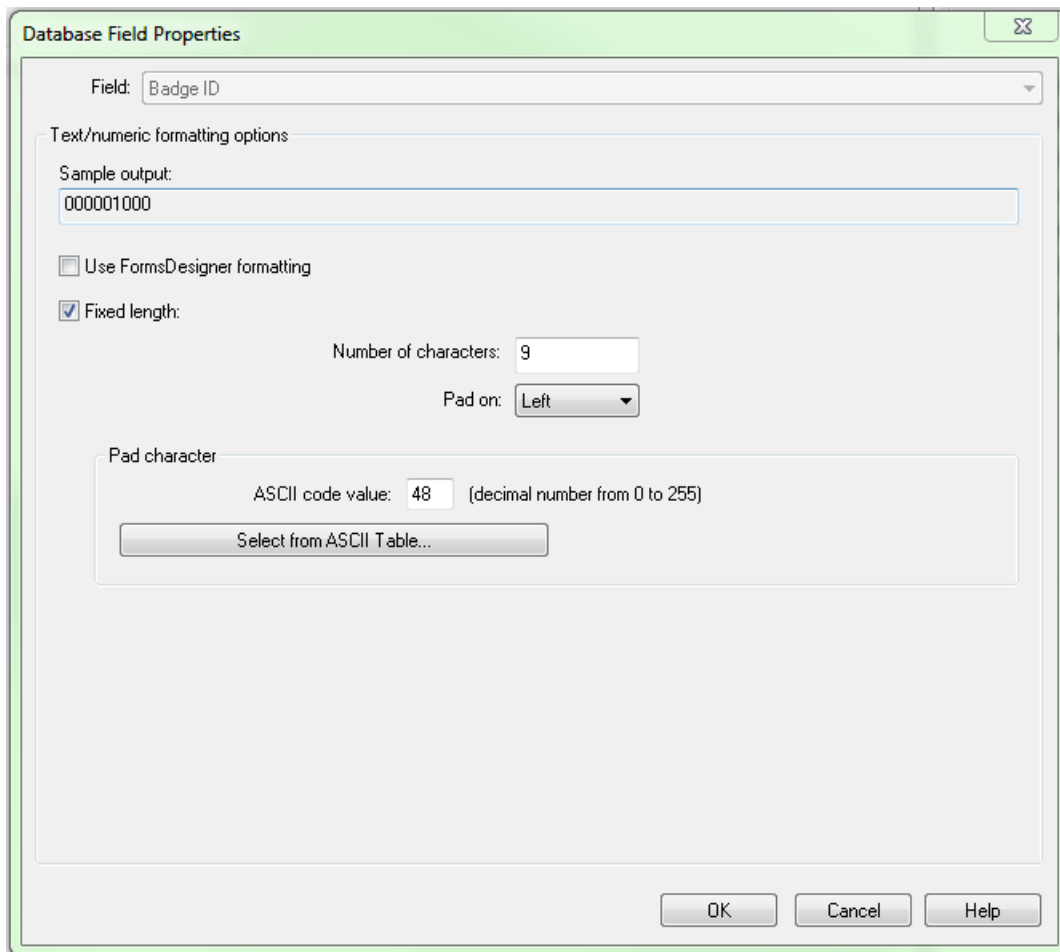 Database Field Properties
Field: Badge ID
Text/numeric formatting options
Sample output:
000001000
Use FormsDesigner formatting
Fixed length:
Number of characters: 9
Pad on: Left
Pad character
ASCII code value: 48 (decimal number from 0 to 255)
Select from ASCII Table...
OK Cancel Help